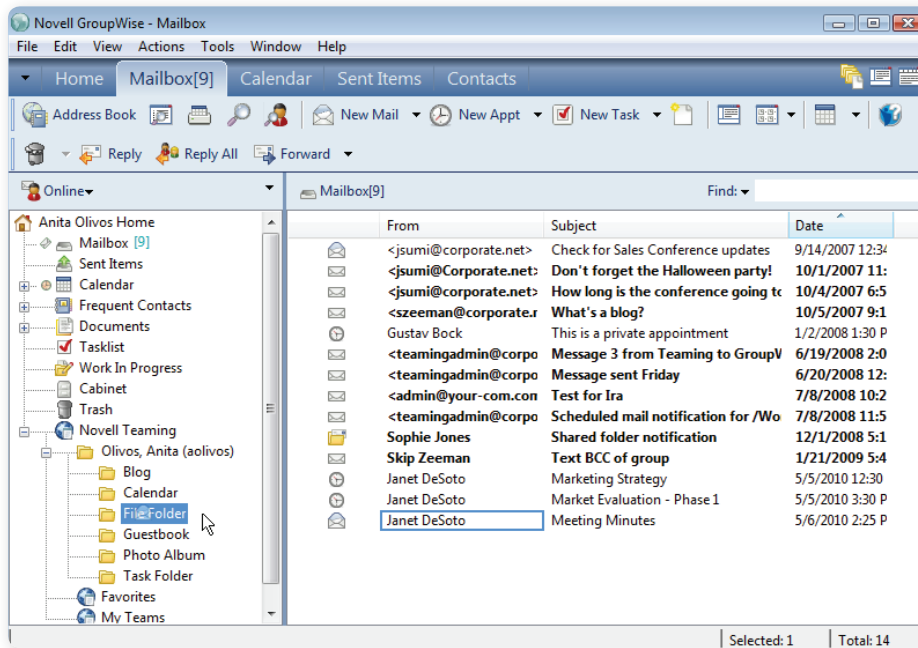 Novell GroupWise - Mailbox
File Edit View Actions Tools Window Help
Home Mailbox[9] Calendar Sent Items Contacts
Address Book New Mail New Appt New Task
Reply Reply All Forward
Online Mailbox[9] Find:
Anita Olivos Home
Mailbox [9]
Sent Items
Calendar
Frequent Contacts
Documents
Tasklist
Work In Progress
Cabinet
Trash
Novell Teaming
Olivos, Anita (aolivos)
Blog
Calendar
File Folder
Guestbook
Photo Album
Task Folder
Favorites
My Teams
From Subject Date
<jsumi@corporate.net> Check for Sales Conference updates 9/14/2007 12:34
<jsumi@Corporate.net> Don't forget the Halloween party! 10/1/2007 11:
<jsumi@corporate.net> How long is the conference going to 10/4/2007 6:5
<szeeman@corporate.r What's a blog? 10/5/2007 9:1
Gustav Bock This is a private appointment 1/2/2008 1:30 P
<teamingadmin@corpo Message 3 from Teaming to GroupW 6/19/2008 2:0
<teamingadmin@corpo Message sent Friday 6/20/2008 12:
<admin@your-com.com Test for Ira 7/8/2008 10:2
<teamingadmin@corpo Scheduled mail notification for /Wo 7/8/2008 11:5
Sophie Jones Shared folder notification 12/1/2008 5:1
Skip Zeeman Text BCC of group 1/21/2009 5:4
Janet DeSoto Marketing Strategy 5/5/2010 12:30
Janet DeSoto Market Evaluation - Phase 1 5/5/2010 3:30 P
Janet DeSoto Meeting Minutes 5/6/2010 2:25 P
Selected: 1 Total: 14